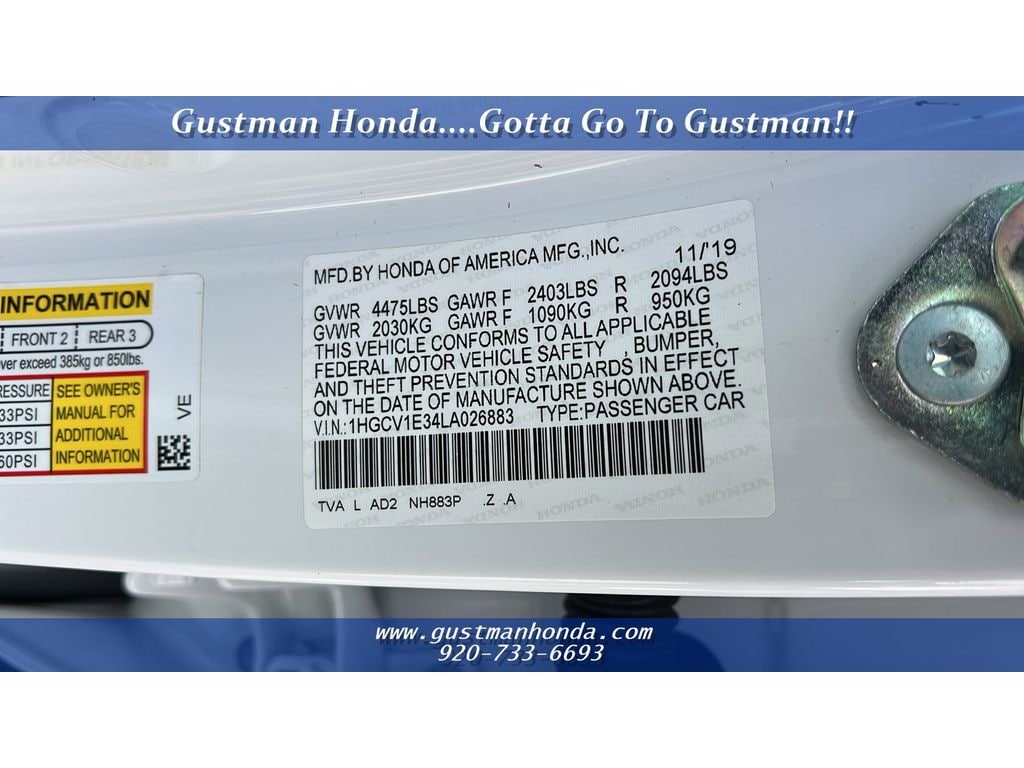 Gustman Honda....Gotta Go To Gustman!!
MFD.BY HONDA OF AMERICA MFG.,INC. 11/'19
GVWR 4475LBS GAWR F 2403LBS R 2094LBS
GVWR 2030KG GAWR F 1090KG R 950KG
THIS VEHICLE CONFORMS TO ALL APPLICABLE
FEDERAL MOTOR VEHICLE SAFETY , BUMPER,
AND THEFT PREVENTION STANDARDS IN EFFECT
ON THE DATE OF MANUFACTURE SHOWN ABOVE.
V.I.N.:1HGCV1E34LA026883 TYPE:PASSENGER CAR
TVA L AD2 NH883P .Z .A
INFORMATION
FRONT 2 REAR 3
exceed 385kg or 850lbs.
SEE OWNER'S
33PSI MANUAL FOR
33PSI ADDITIONAL
60PSI INFORMATION
VE
www.gustmanhonda.com
920-733-6693